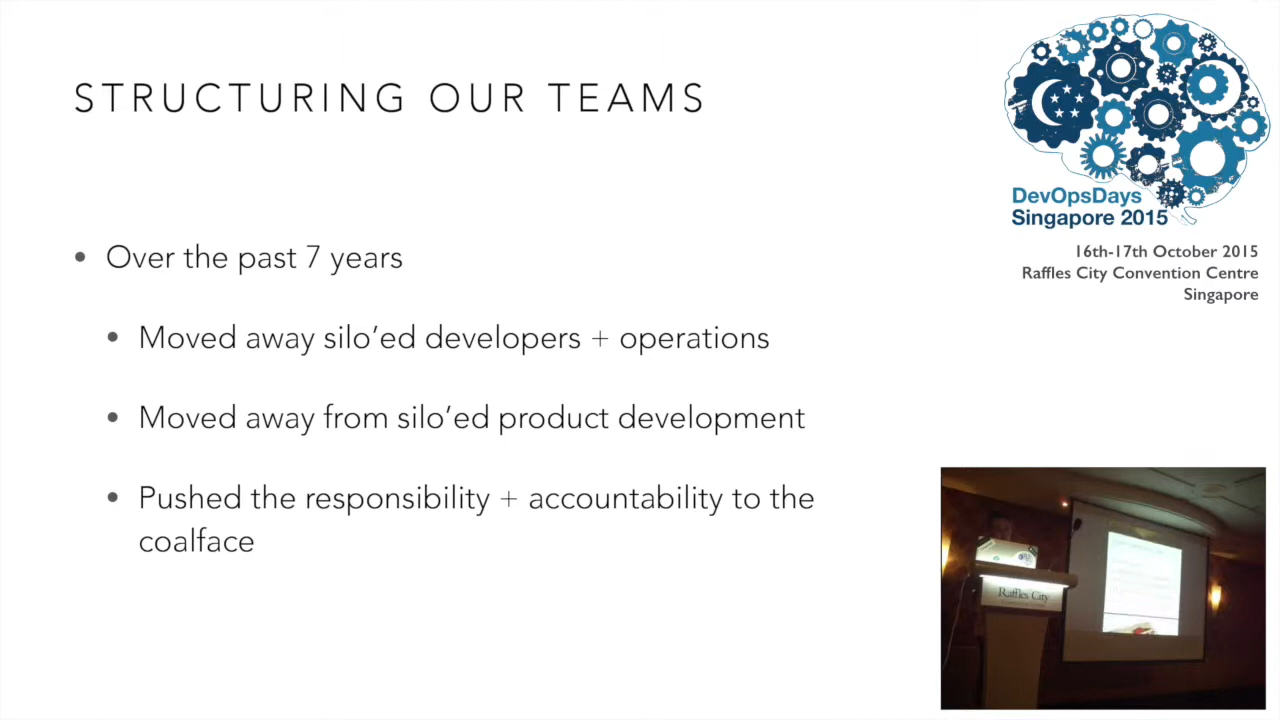 STRUCTURING OUR TEAMS
DevOpsDays
Singapore 2015
16th-17th October 2015
Raffles City Convention Centre
Singapore
• Over the past 7 years
• Moved away silo’ed developers + operations
• Moved away from silo’ed product development
• Pushed the responsibility + accountability to the
coalface
Raffles City